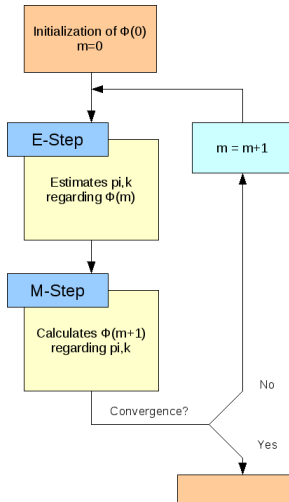 Initialization of Φ(0)
m=0
E-Step
Estimates pi,k
regarding Φ(m)
m = m+1
M-Step
Calculates Φ(m+1)
regarding pi,k
Convergence?
No
Yes